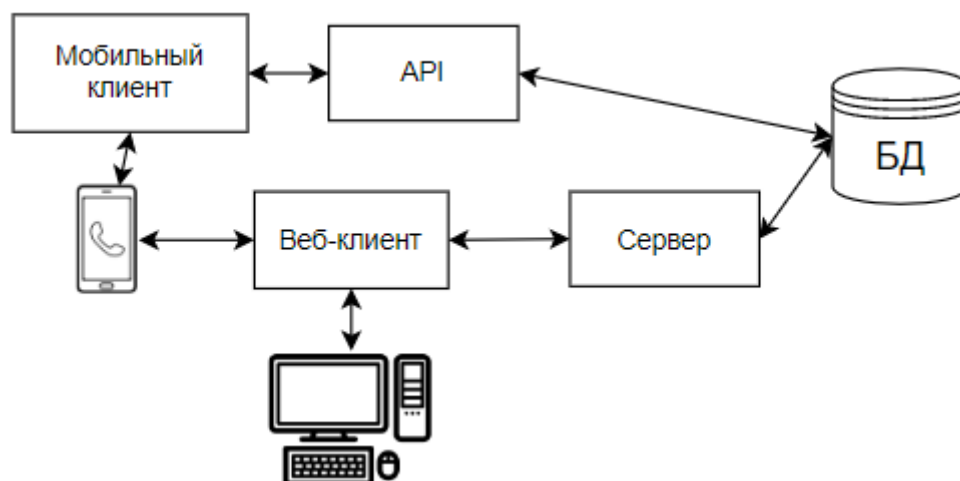 Мобильный
клиент
API
БД
Веб-клиент
Сервер